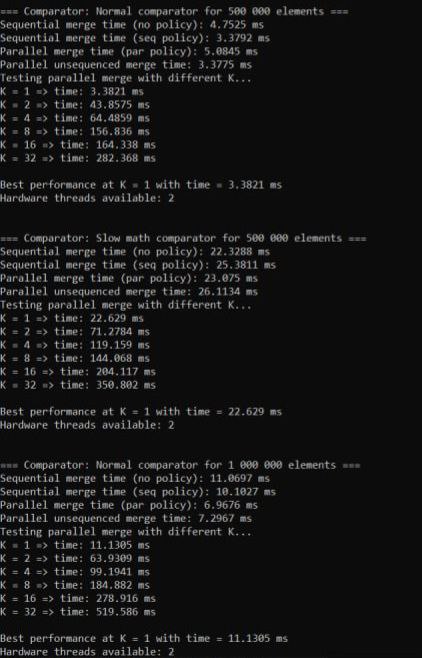 === Comparator: Normal comparator for 500 000 elements ===
Sequential merge time (no policy): 4.7525 ms
Sequential merge time (seq policy): 3.3792 ms
Parallel merge time (par policy): 5.0845 ms
Parallel unsequenced merge time: 3.3775 ms
Testing parallel merge with different K...
K = 1 => time: 3.3821 ms
K = 2 => time: 43.8575 ms
K = 4 => time: 64.4859 ms
K = 8 => time: 156.836 ms
K = 16 => time: 164.338 ms
K = 32 => time: 282.368 ms
Best performance at K = 1 with time = 3.3821 ms
Hardware threads available: 2
=== Comparator: Slow math comparator for 500 000 elements ===
Sequential merge time (no policy): 22.3288 ms
Sequential merge time (seq policy): 25.3811 ms
Parallel merge time (par policy): 23.075 ms
Parallel unsequenced merge time: 26.1134 ms
Testing parallel merge with different K...
K = 1 => time: 22.629 ms
K = 2 => time: 71.2784 ms
K = 4 => time: 119.159 ms
K = 8 => time: 144.068 ms
K = 16 => time: 204.117 ms
K = 32 => time: 350.802 ms
Best performance at K = 1 with time = 22.629 ms
Hardware threads available: 2
=== Comparator: Normal comparator for 1 000 000 elements ===
Sequential merge time (no policy): 11.0697 ms
Sequential merge time (seq policy): 10.1027 ms
Parallel merge time (par policy): 6.9676 ms
Parallel unsequenced merge time: 7.2967 ms
Testing parallel merge with different K...
K = 1 => time: 11.1305 ms
K = 2 => time: 63.9309 ms
K = 4 => time: 99.1941 ms
K = 8 => time: 184.882 ms
K = 16 => time: 278.916 ms
K = 32 => time: 519.586 ms
Best performance at K = 1 with time = 11.1305 ms
Hardware threads available: 2